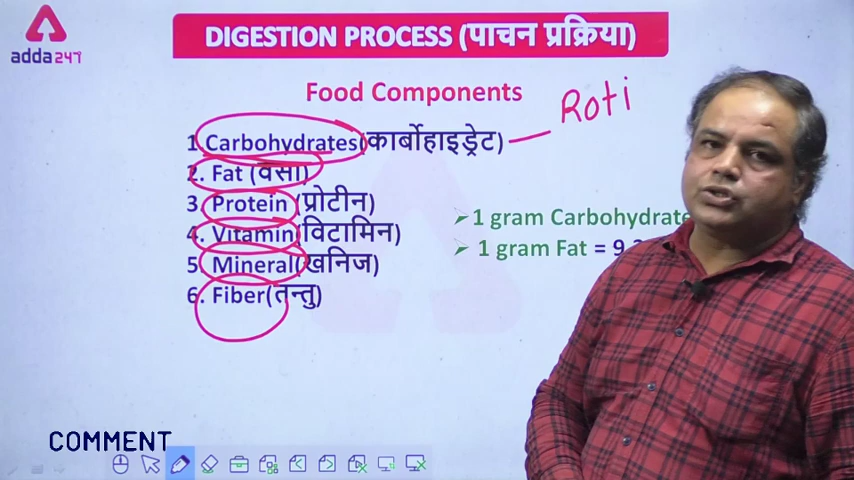 adda247
DIGESTION PROCESS (पाचन प्रक्रिया)
Food Components
Roti
1 Carbohydrates(कार्बोहाइड्रेट)
2. Fat (वसा)
3 Protein (प्रोटीन)
4. Vitamin(विटामिन)
5 Mineral(खनिज)
6. Fiber(तन्तु)
1 gram Carbohydrate
1 gram Fat = 9.
COMMENT